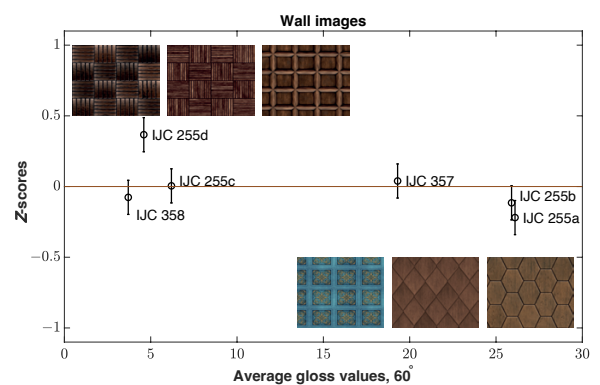 Wall images
1
0.5
0
−0.5
−1
Z-scores
IJC 255d
IJC 255c
IJC 358
IJC 357
IJC 255b
IJC 255a
0 5 10 15 20 25 30
Average gloss values, 60°